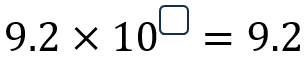 9.2 × 10^□ = 9.2